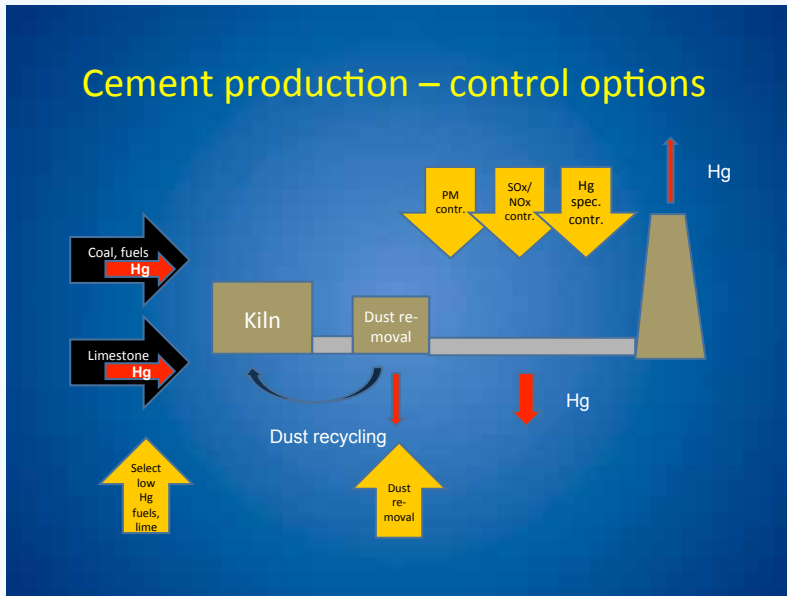 Cement production – control options
Hg
PM
contr.
SOx/
NOx
contr.
Hg
spec.
contr.
Coal, fuels
Hg
Kiln
Dust re-
moval
Limestone
Hg
Hg
Dust recycling
Select
low
Hg
fuels,
lime
Dust
re-
moval